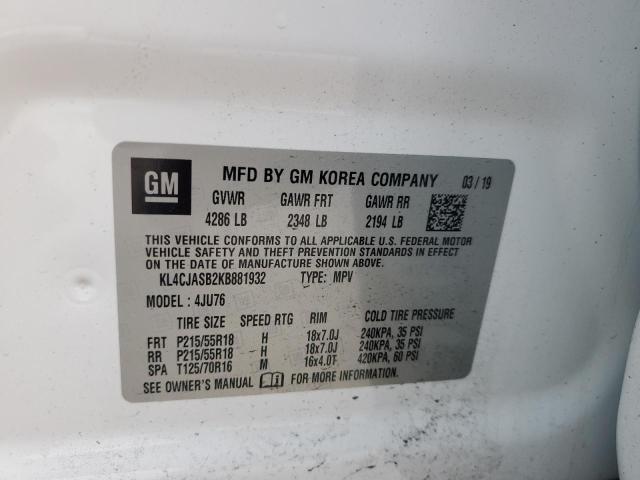 GM MFD BY GM KOREA COMPANY 03/19
GVWR GAWR FRT GAWR RR
4286 LB 2348 LB 2194 LB
THIS VEHICLE CONFORMS TO ALL APPLICABLE U.S. FEDERAL MOTOR
VEHICLE SAFETY AND THEFT PREVENTION STANDARDS IN EFFECT
ON THE DATE OF MANUFACTURE SHOWN ABOVE.
KL4CJASB2KB881932 TYPE: MPV
MODEL : 4JU76
TIRE SIZE SPEED RTG RIM COLD TIRE PRESSURE
FRT P215/55R18 H 18x7.0J 240KPA, 35 PSI
RR P215/55R18 H 18x7.0J 240KPA, 35 PSI
SPA T125/70R16 M 16x4.0T 420KPA, 60 PSI
SEE OWNER'S MANUAL FOR MORE INFORMATION.